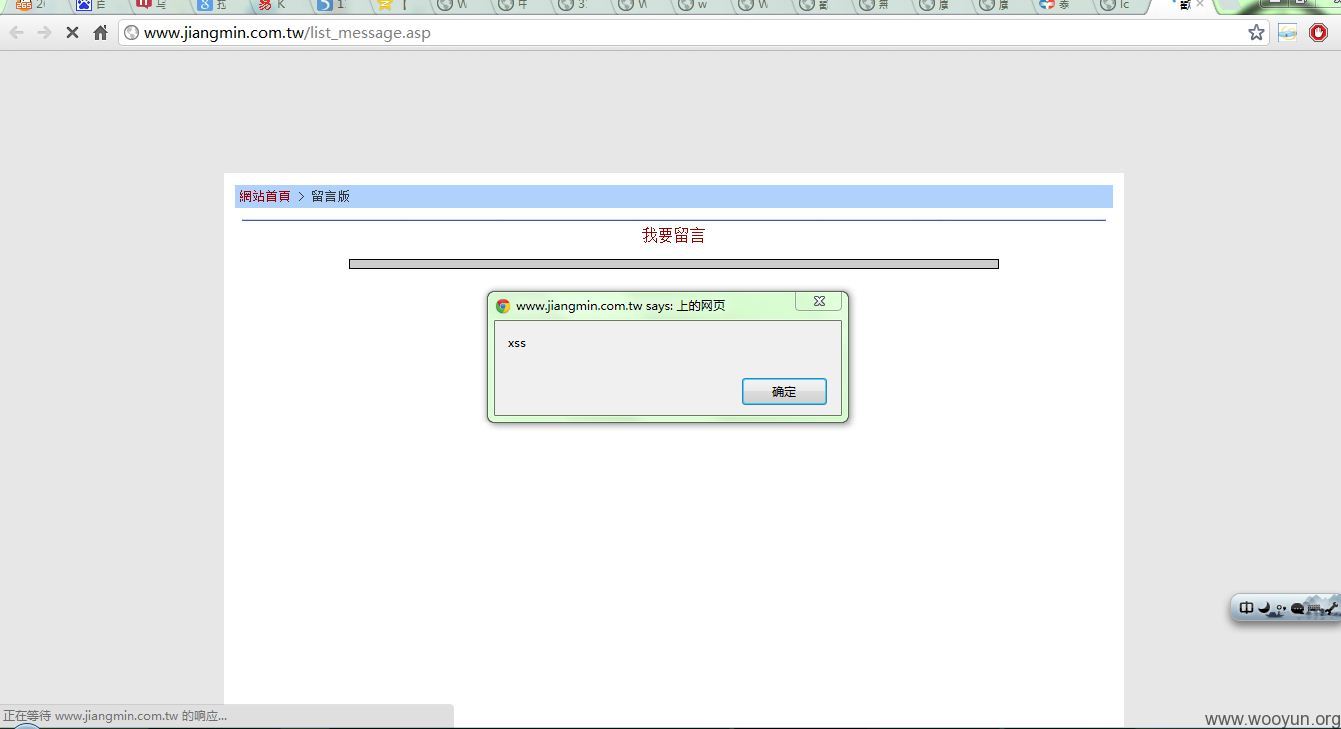 www.jiangmin.com.tw/list_message.asp
網站首頁 > 留言版
我要留言
www.jiangmin.com.tw says: 上的网页
xss
确定
中
正在等待 www.jiangmin.com.tw 的响应...
www.wooyun.org